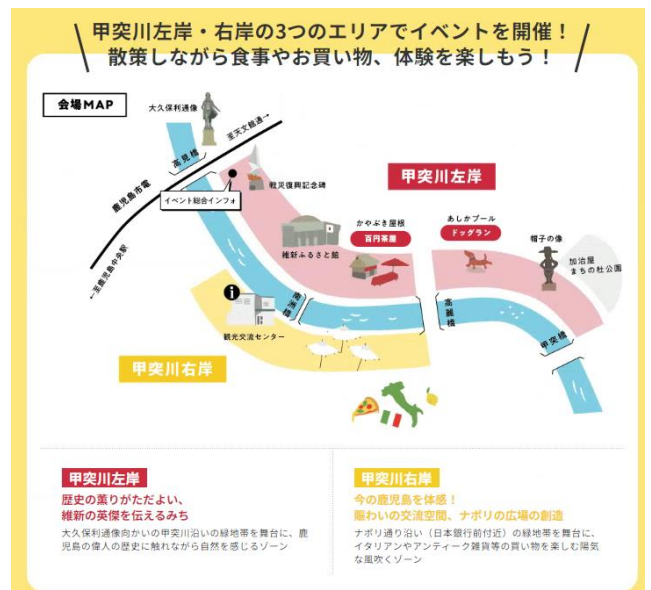 甲突川左岸・右岸の3つのエリアでイベントを開催！
散策しながら食事やお買い物、体験を楽しもう！
会場MAP
大久保利通像
至天文館通→
高見橋
鹿児島市電
イベント総合インフォ
戦災復興記念碑
甲突川左岸
←至鹿児島中央駅
かやぶき屋根
百円茶屋
維新ふるさと館
あしかプール
ドッグラン
帽子の像
加治屋
まちの杜公園
高麗橋
甲突橋
観光交流センター
甲突川右岸
甲突川左岸
歴史の薫りがただよい、
維新の英傑を伝えるみち
大久保利通像向かいの甲突川沿いの緑地帯を舞台に、鹿
児島の偉人の歴史に触れながら自然を感じるゾーン
甲突川右岸
今の鹿児島を体感！
賑わいの交流空間、ナポリの広場の創造
ナポリ通り沿い（日本銀行前付近）の緑地帯を舞台に、
イタリアンやアンティーク雑貨等の買い物を楽しむ陽気
な風吹くゾーン